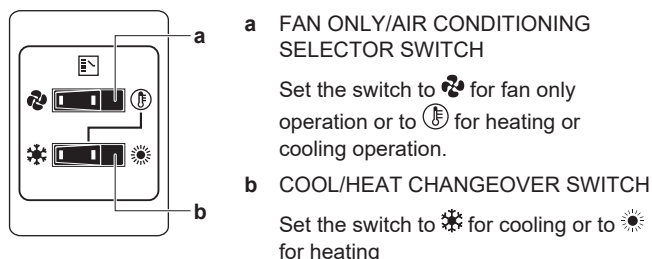 a
b
a FAN ONLY/AIR CONDITIONING
SELECTOR SWITCH
Set the switch to for fan only
operation or to for heating or
cooling operation.
b COOL/HEAT CHANGEOVER SWITCH
Set the switch to for cooling or to
for heating